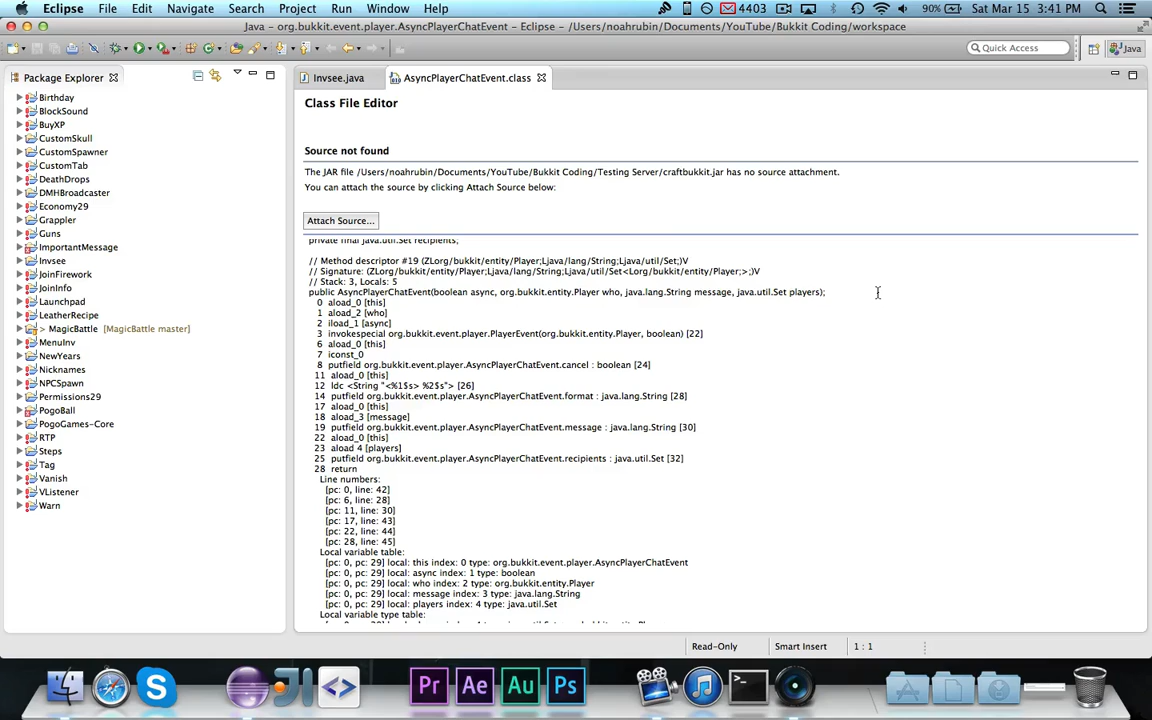 Eclipse File Edit Navigate Search Project Run Window Help 4403 90% Sat Mar 15 3:41 PM
Java – org.bukkit.event.player.AsyncPlayerChatEvent – Eclipse – /Users/noahrubin/Documents/YouTube/Bukkit Coding/workspace
Quick Access Java
Package Explorer
Birthday
BlockSound
BuyXP
CustomSkull
CustomSpawner
CustomTab
DeathDrops
DMHBroadcaster
Economy29
Grappler
Guns
ImportantMessage
Invsee
JoinFirework
JoinInfo
Launchpad
LeatherRecipe
> MagicBattle [MagicBattle master]
MenuInv
NewYears
Nicknames
NPCSpawn
Permissions29
PogoBall
PogoGames-Core
RTP
Steps
Tag
Vanish
VListener
Warn
Invsee.java AsyncPlayerChatEvent.class
Class File Editor
Source not found
The JAR file /Users/noahrubin/Documents/YouTube/Bukkit Coding/Testing Server/craftbukkit.jar has no source attachment.
You can attach the source by clicking Attach Source below:
Attach Source...
private final java.util.Set recipients;
// Method descriptor #19 (ZLorg/bukkit/entity/Player;Ljava/lang/String;Ljava/util/Set;)V
// Signature: (ZLorg/bukkit/entity/Player;Ljava/lang/String;Ljava/util/Set<Lorg/bukkit/entity/Player;>;)V
// Stack: 3, Locals: 5
public AsyncPlayerChatEvent(boolean async, org.bukkit.entity.Player who, java.lang.String message, java.util.Set players);
0 aload_0 [this]
1 aload_2 [who]
2 iload_1 [async]
3 invokespecial org.bukkit.event.player.PlayerEvent(org.bukkit.entity.Player, boolean) [22]
6 aload_0 [this]
7 iconst_0
8 putfield org.bukkit.event.player.AsyncPlayerChatEvent.cancel : boolean [24]
11 aload_0 [this]
12 ldc <String "<%1$s> %2$s"> [26]
14 putfield org.bukkit.event.player.AsyncPlayerChatEvent.format : java.lang.String [28]
17 aload_0 [this]
18 aload_3 [message]
19 putfield org.bukkit.event.player.AsyncPlayerChatEvent.message : java.lang.String [30]
22 aload_0 [this]
23 aload 4 [players]
25 putfield org.bukkit.event.player.AsyncPlayerChatEvent.recipients : java.util.Set [32]
28 return
Line numbers:
[pc: 0, line: 42]
[pc: 6, line: 28]
[pc: 11, line: 30]
[pc: 17, line: 43]
[pc: 22, line: 44]
[pc: 28, line: 45]
Local variable table:
[pc: 0, pc: 29] local: this index: 0 type: org.bukkit.event.player.AsyncPlayerChatEvent
[pc: 0, pc: 29] local: async index: 1 type: boolean
[pc: 0, pc: 29] local: who index: 2 type: org.bukkit.entity.Player
[pc: 0, pc: 29] local: message index: 3 type: java.lang.String
[pc: 0, pc: 29] local: players index: 4 type: java.util.Set
Local variable type table:
Read-Only Smart Insert 1 : 1
Pr Ae Au Ps